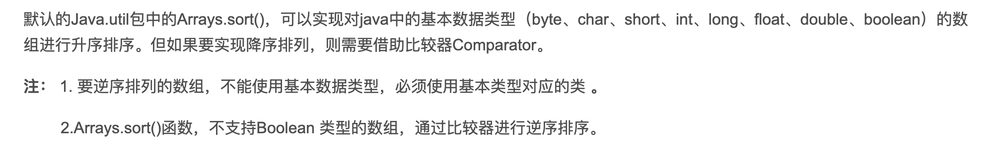 默认的Java.util包中的Arrays.sort()，可以实现对java中的基本数据类型（byte、char、short、int、long、float、double、boolean）的数
组进行升序排序。但如果要实现降序排列，则需要借助比较器Comparator。
注： 1. 要逆序排列的数组，不能使用基本数据类型，必须使用基本类型对应的类 。
2.Arrays.sort()函数，不支持Boolean 类型的数组，通过比较器进行逆序排序。